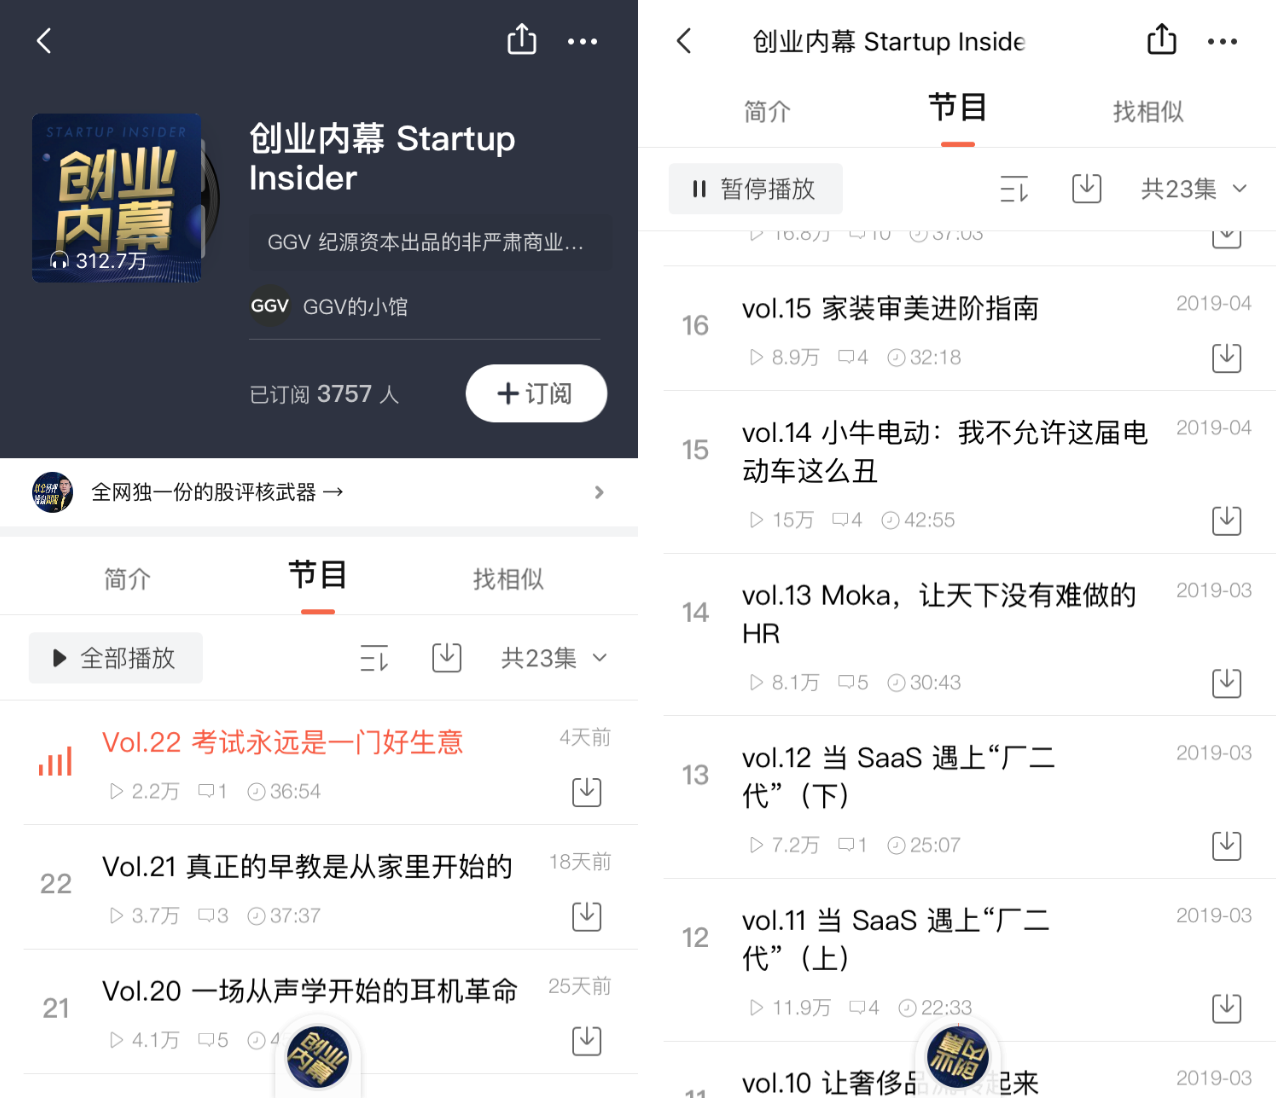 STARTUP INSIDER
创业
内幕
312.7万
创业内幕 Startup
Insider
GGV 纪源资本出品的非严肃商业...
GGV GGV的小馆
已订阅 3757 人
订阅
全网独一份的股评核武器→
简介 节目 找相似
全部播放 共23集
Vol.22 考试永远是一门好生意 4天前
2.2万 1 36:54
22 Vol.21 真正的早教是从家里开始的 18天前
3.7万 3 37:37
21 Vol.20 一场从声学开始的耳机革命 25天前
4.1万 5
创业
内幕
创业内幕 Startup Inside
简介 节目 找相似
暂停播放 共23集
16.8万 10 37:03
16 vol.15 家装审美进阶指南 2019-04
8.9万 4 32:18
15 vol.14 小牛电动：我不允许这届电 2019-04
动车这么丑
15万 4 42:55
14 vol.13 Moka，让天下没有难做的 2019-03
HR
8.1万 5 30:43
13 vol.12 当 SaaS 遇上“厂二 2019-03
代”（下）
7.2万 1 25:07
12 vol.11 当 SaaS 遇上“厂二 2019-03
代”（上）
11.9万 4 22:33
创业
内幕
11 vol.10 让奢侈品流转起来 2019-03